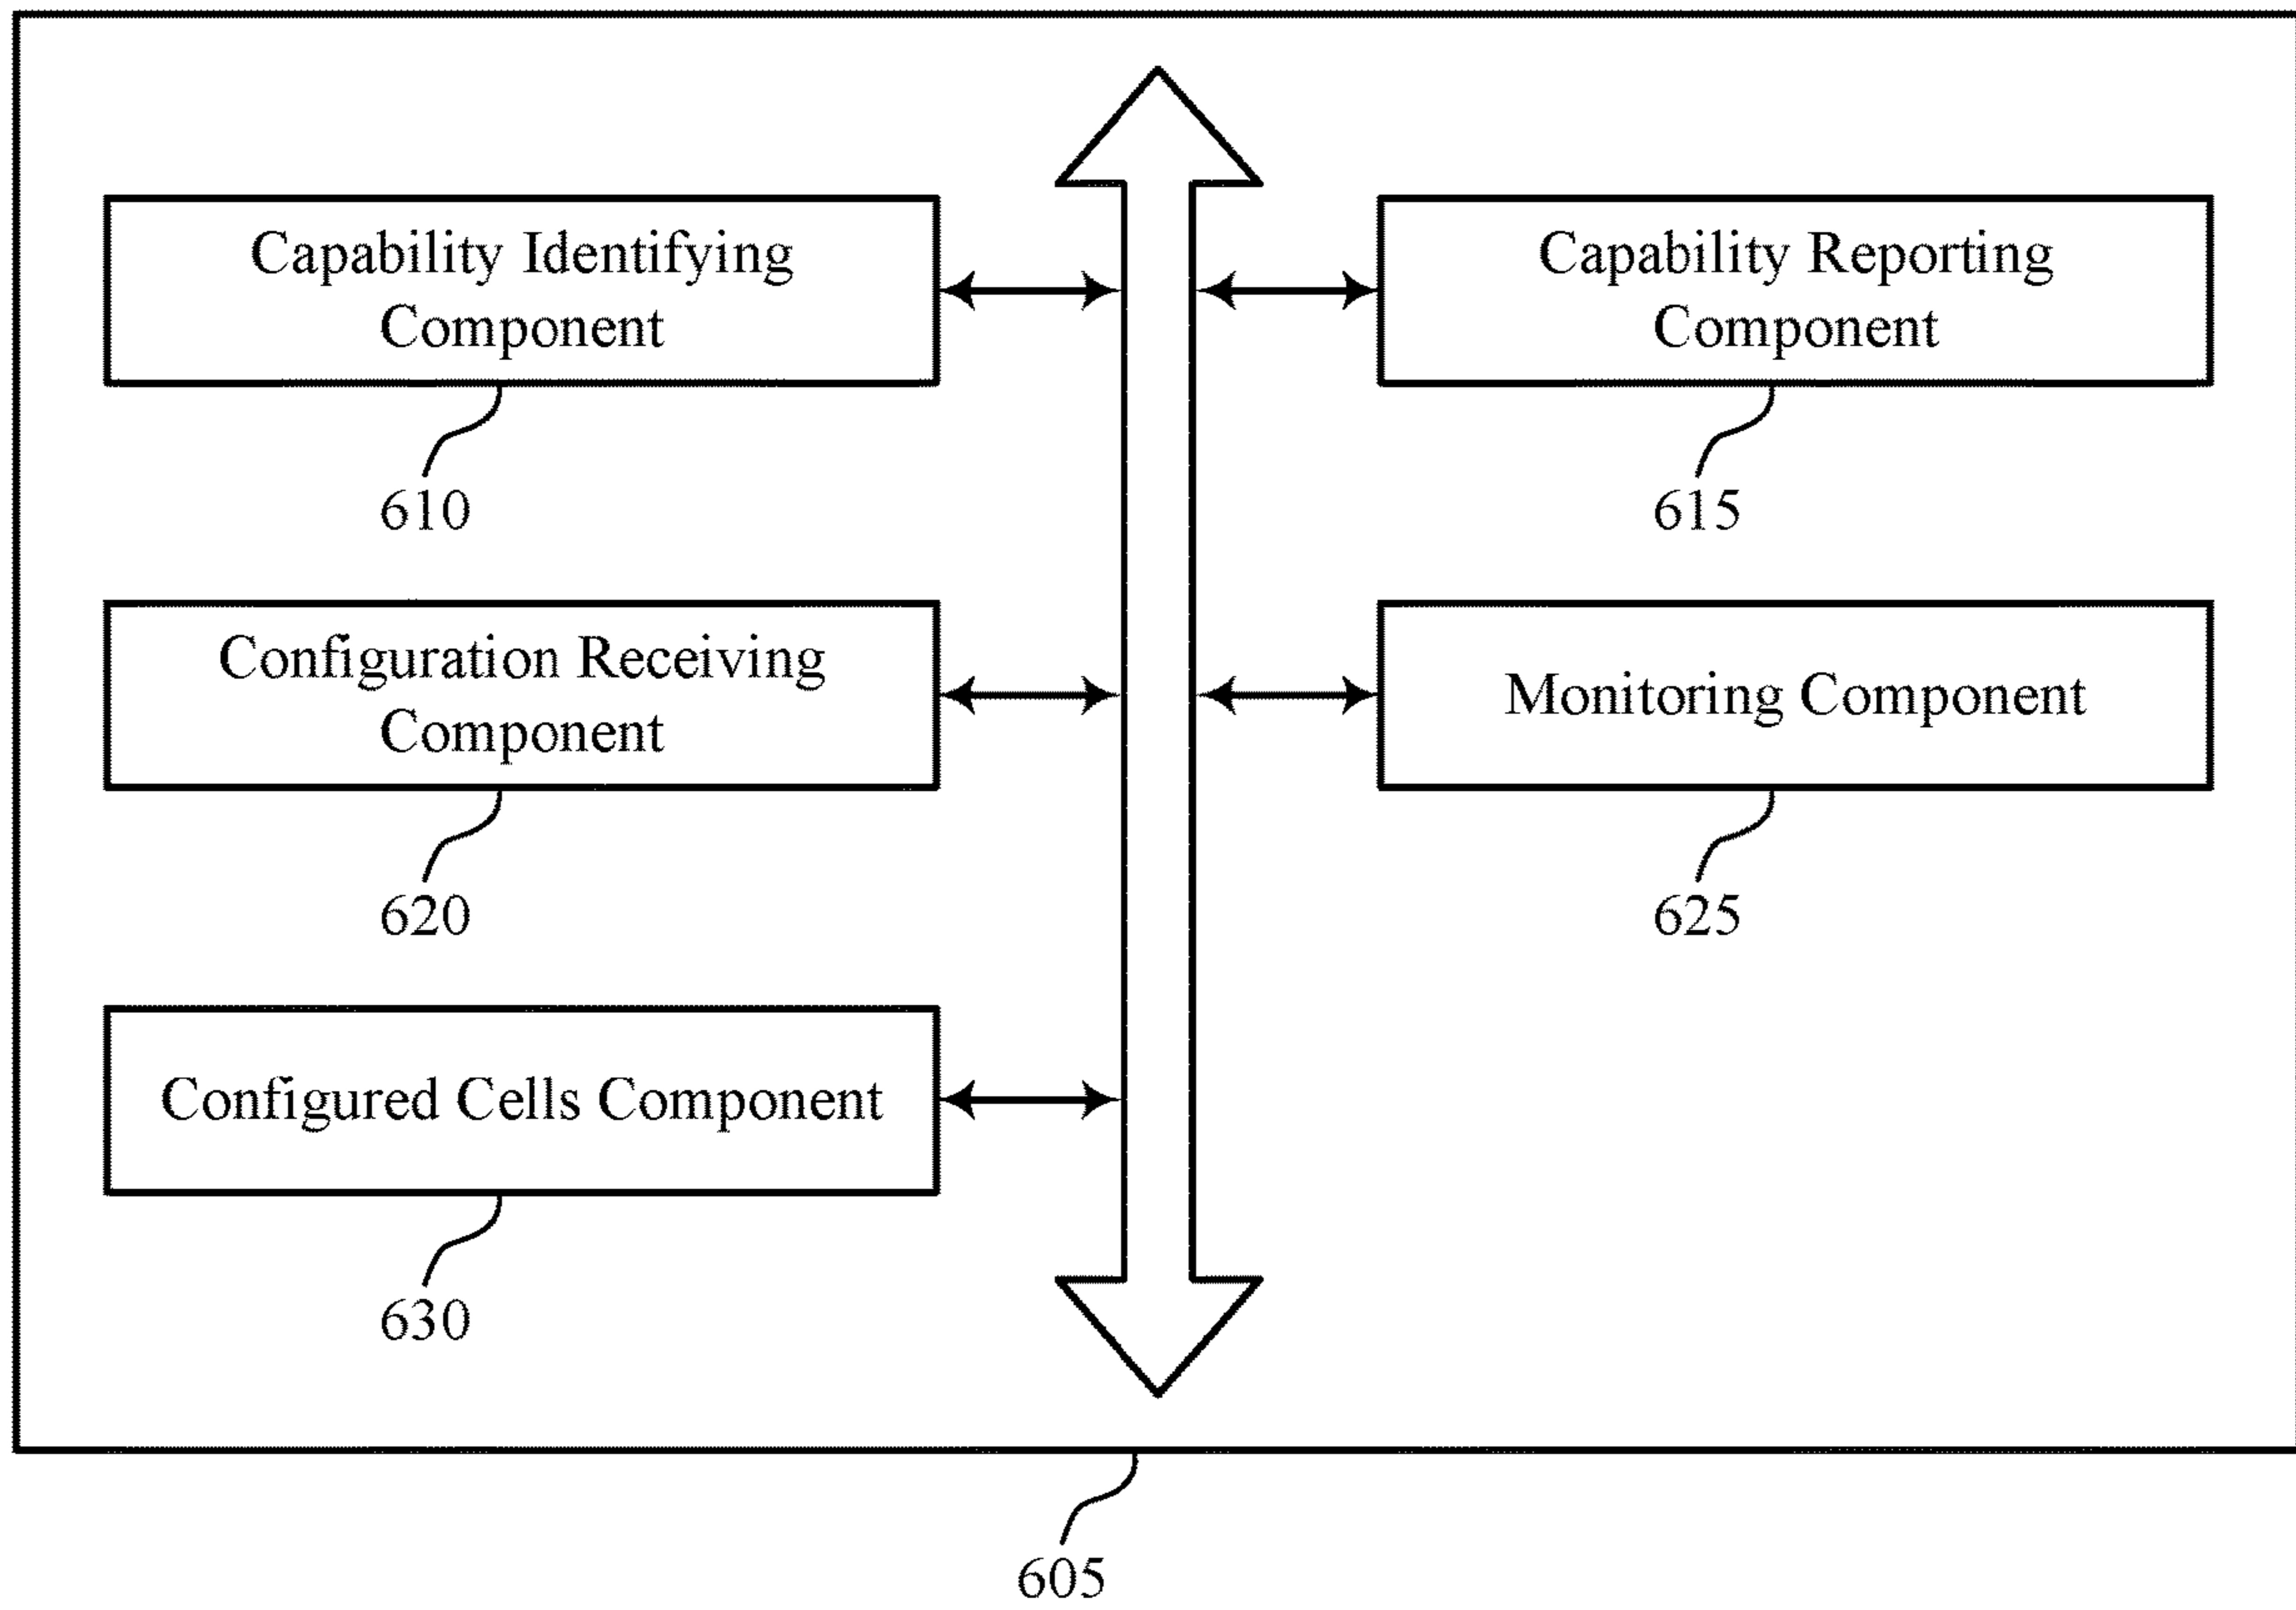 Capability Identifying
Component
610
Capability Reporting
Component
615
Configuration Receiving
Component
620
Monitoring Component
625
Configured Cells Component
630
605